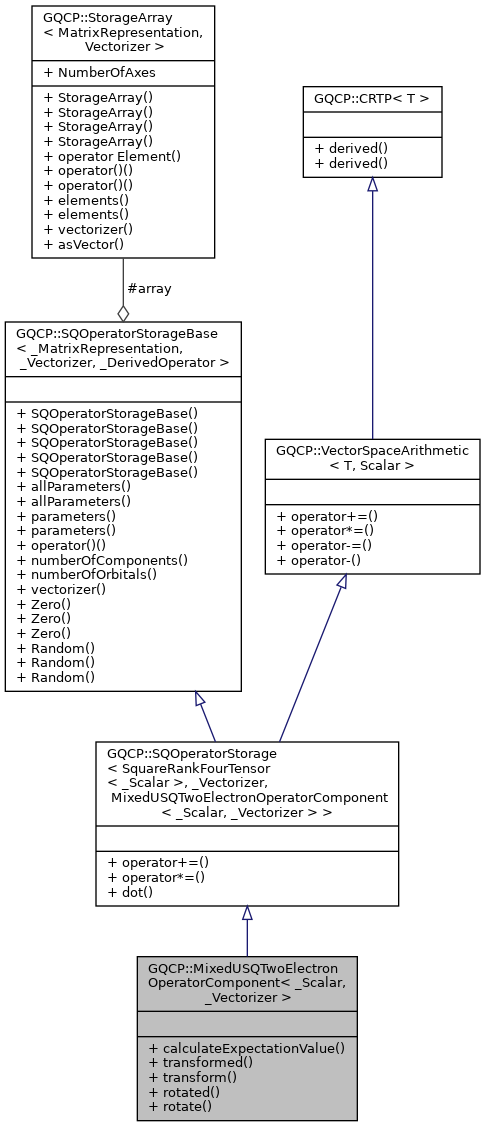 GQCP::StorageArray
< MatrixRepresentation,
Vectorizer >
+ NumberOfAxes
+ StorageArray()
+ StorageArray()
+ StorageArray()
+ StorageArray()
+ operator Element()
+ operator()()
+ operator()()
+ elements()
+ elements()
+ vectorizer()
+ asVector()
GQCP::CRTP< T >
+ derived()
+ derived()
#array
GQCP::SQOperatorStorageBase
< _MatrixRepresentation,
_Vectorizer, _DerivedOperator >
+ SQOperatorStorageBase()
+ SQOperatorStorageBase()
+ SQOperatorStorageBase()
+ SQOperatorStorageBase()
+ SQOperatorStorageBase()
+ allParameters()
+ allParameters()
+ parameters()
+ parameters()
+ operator()()
+ numberOfComponents()
+ numberOfOrbitals()
+ vectorizer()
+ Zero()
+ Zero()
+ Zero()
+ Random()
+ Random()
+ Random()
GQCP::VectorSpaceArithmetic
< T, Scalar >
+ operator+=()
+ operator*=()
+ operator-=()
+ operator-()
GQCP::SQOperatorStorage
< SquareRankFourTensor
< _Scalar >, _Vectorizer,
MixedUSQTwoElectronOperatorComponent
< _Scalar, _Vectorizer > >
+ operator+=()
+ operator*=()
+ dot()
GQCP::MixedUSQTwoElectron
OperatorComponent< _Scalar,
_Vectorizer >
+ calculateExpectationValue()
+ transformed()
+ transform()
+ rotated()
+ rotate()